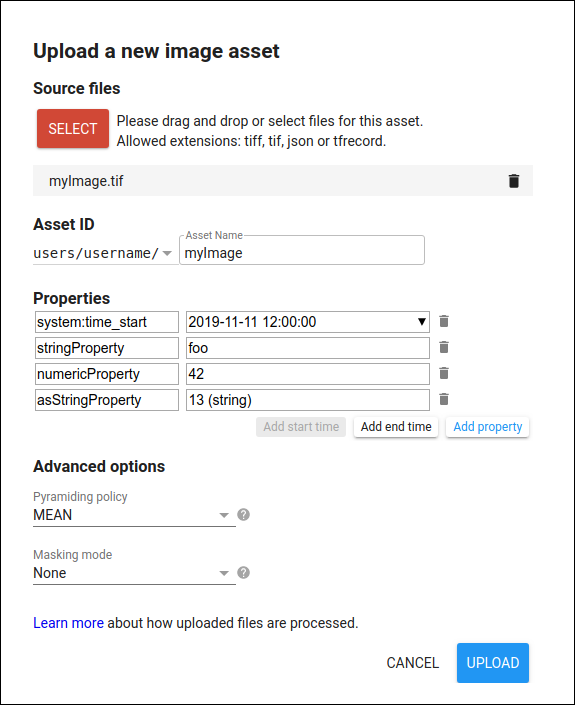 Upload a new image asset
Source files
SELECT
Please drag and drop or select files for this asset.
Allowed extensions: tiff, tif, json or tfrecord.
myImage.tif
Asset ID
users/username/
Asset Name
myImage
Properties
system:time_start 2019-11-11 12:00:00
stringProperty foo
numericProperty 42
asStringProperty 13 (string)
Add start time Add end time Add property
Advanced options
Pyramiding policy
MEAN
Masking mode
None
Learn more about how uploaded files are processed.
CANCEL UPLOAD